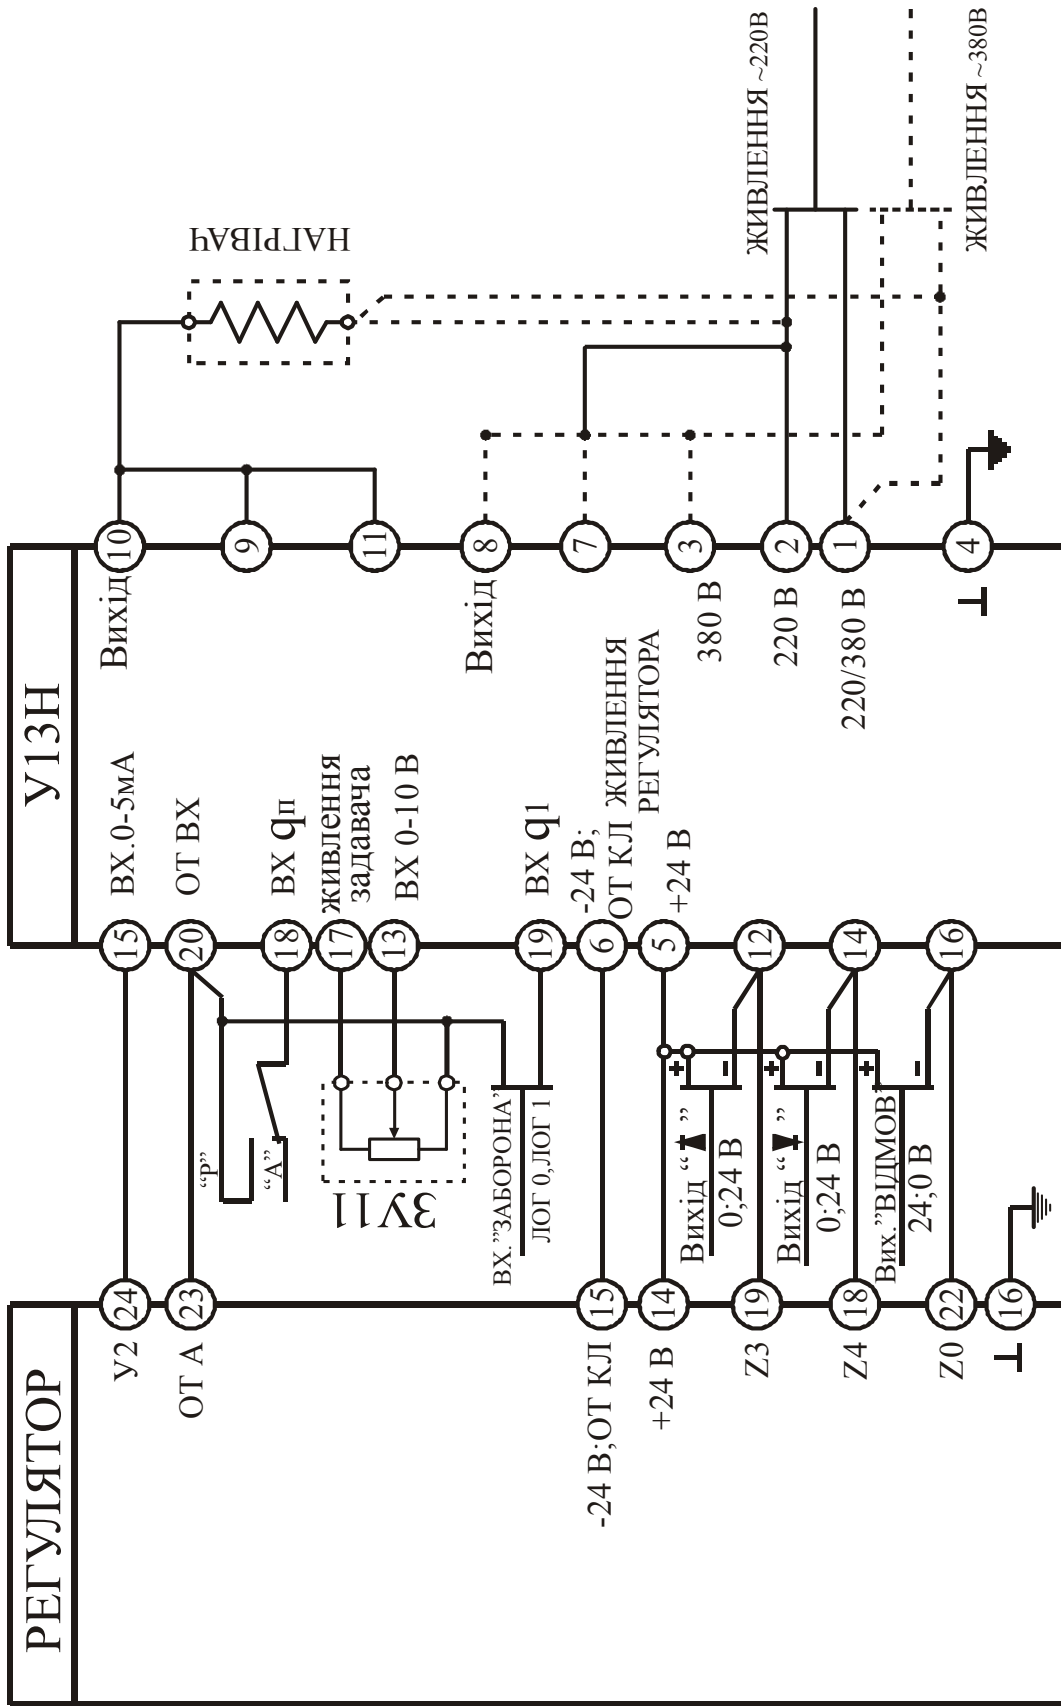 РЕГУЛЯТОР
У2
24
ОТ А
23
-24 В;ОТ КЛ
15
+24 В
14
Z3
19
Z4
18
Z0
22
16
“Р”
“А”
ЗУ11
ВХ.”ЗАБОРОНА”
ЛОГ 0,ЛОГ 1
Вихід “ ”
0;24 В
+
-
Вихід “ ”
0;24 В
+
-
Вих.”ВІДМОВ”
24;0 В
+
-
У13Н
15
ВХ.0-5мА
20
ОТ ВХ
18
ВХ qп
17
живлення
задавача
13
ВХ 0-10 В
19
ВХ q1
6
-24 В;
ОТ КЛ
ЖИВЛЕННЯ
РЕГУЛЯТОРА
5
+24 В
12
14
16
Вихід
10
9
11
Вихід
8
7
380 В
3
220 В
2
220/380 В
1
4
НАГРІВАЧ
ЖИВЛЕННЯ ~220В
ЖИВЛЕННЯ ~380В